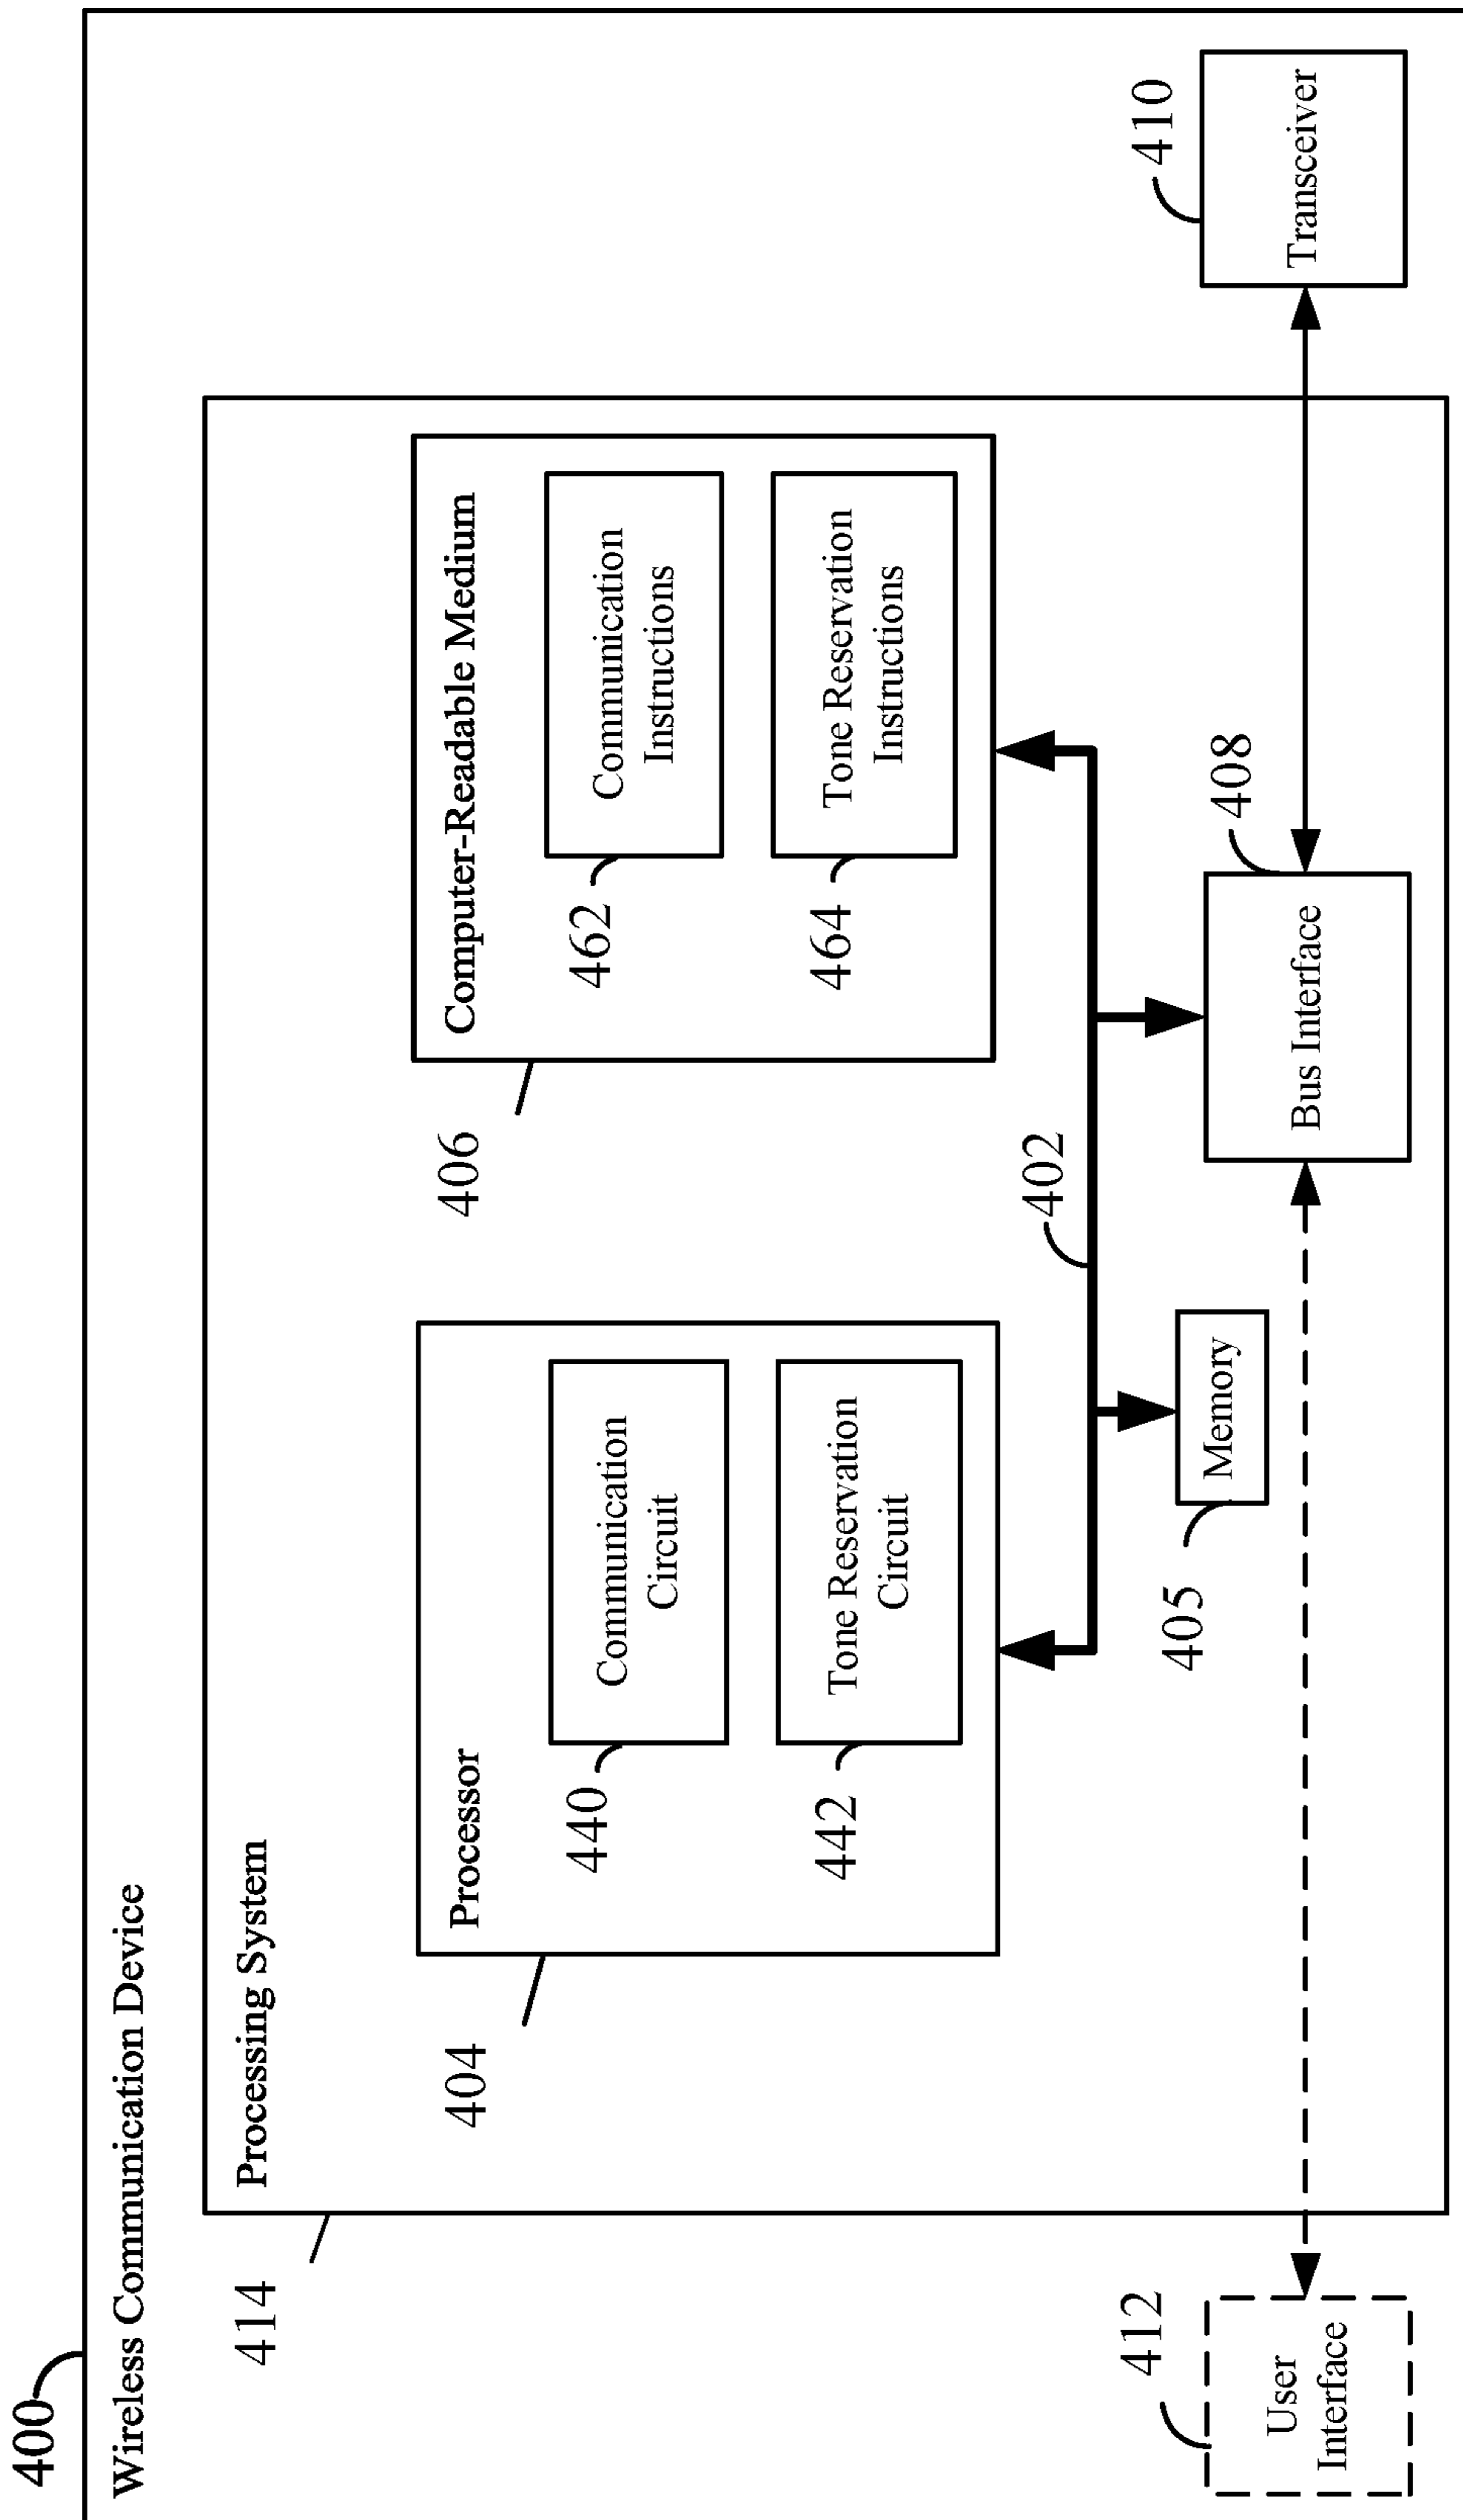 400
Wireless Communication Device
414
Processing System
404
Processor
440
Communication
Circuit
442
Tone Reservation
Circuit
406
Computer-Readable Medium
462
Communication
Instructions
464
Tone Reservation
Instructions
402
405
Memory
408
Bus Interface
412
User
Interface
410
Transceiver